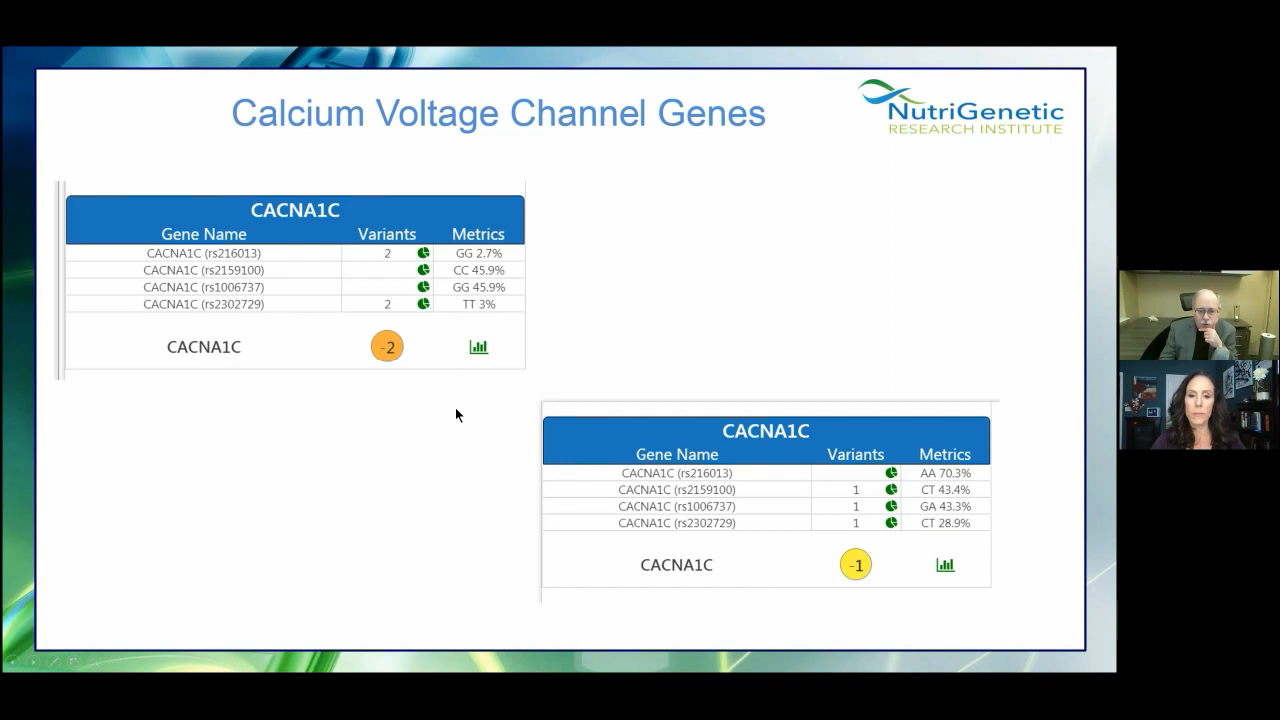 Calcium Voltage Channel Genes
NutriGenetic
RESEARCH INSTITUTE
CACNA1C
Gene Name Variants Metrics
CACNA1C (rs216013) 2 GG 2.7%
CACNA1C (rs2159100) CC 45.9%
CACNA1C (rs1006737) GG 45.9%
CACNA1C (rs2302729) 2 TT 3%
CACNA1C -2
CACNA1C
Gene Name Variants Metrics
CACNA1C (rs216013) AA 70.3%
CACNA1C (rs2159100) 1 CT 43.4%
CACNA1C (rs1006737) 1 GA 43.3%
CACNA1C (rs2302729) 1 CT 28.9%
CACNA1C -1